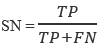 SN = TP / TP+FN